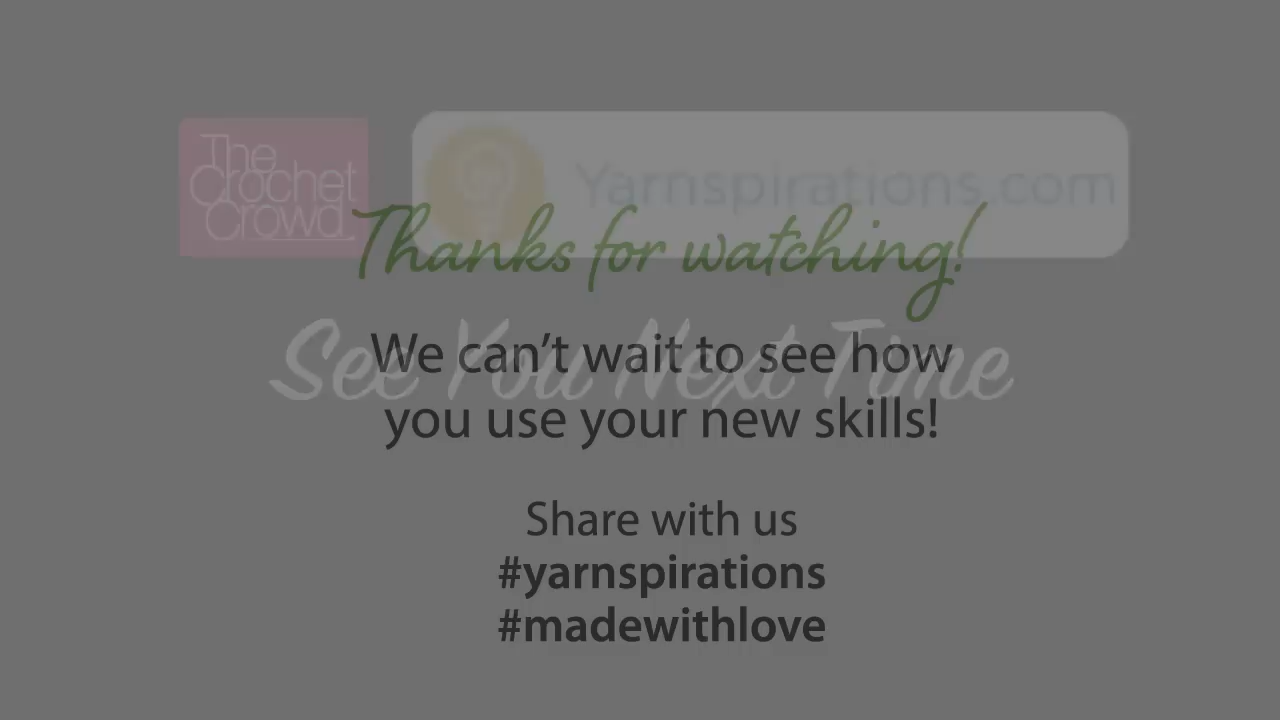 The
Crochet
Crowd
Yarnspirations.com
Thanks for watching!
See You Next Time
We can’t wait to see how
you use your new skills!
Share with us
#yarnspirations
#madewithlove